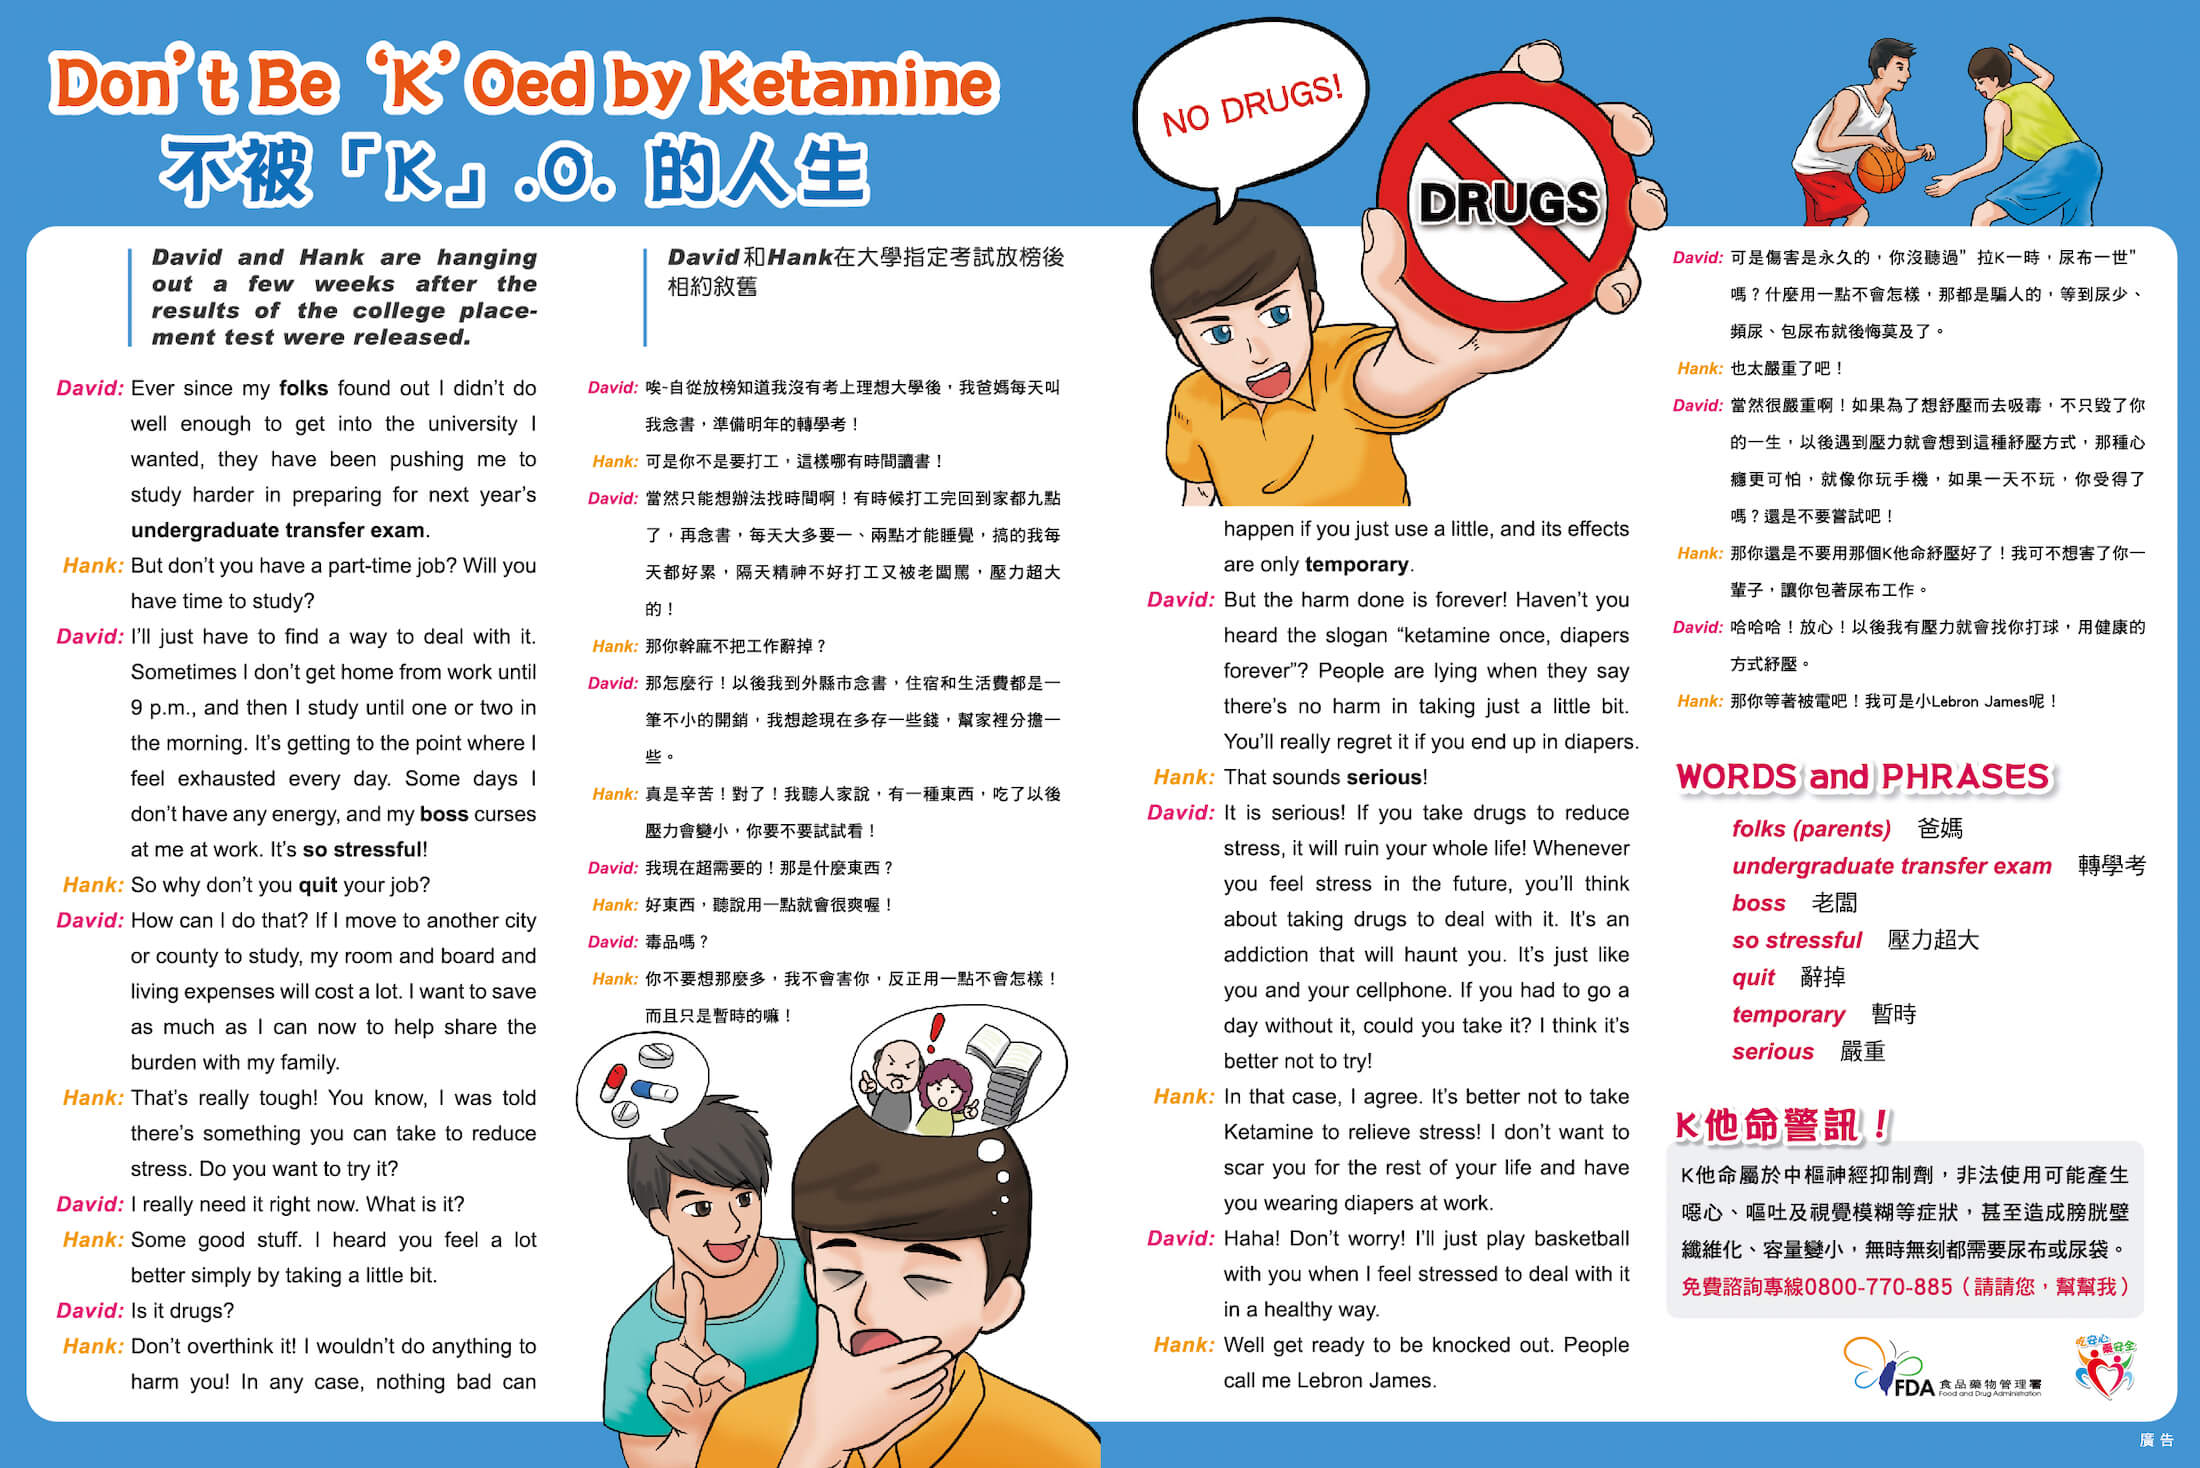 Don't Be 'K' Oed by Ketamine
不被「K」.O. 的人生
David and Hank are hanging
out a few weeks after the
results of the college place-
ment test were released.
David: Ever since my folks found out I didn't do
well enough to get into the university I
wanted, they have been pushing me to
study harder in preparing for next year's
undergraduate transfer exam.
Hank: But don't you have a part-time job? Will you
have time to study?
David: I'll just have to find a way to deal with it.
Sometimes I don't get home from work until
9 p.m., and then I study until one or two in
the morning. It's getting to the point where I
feel exhausted every day. Some days I
don't have any energy, and my boss curses
at me at work. It's so stressful!
Hank: So why don't you quit your job?
David: How can I do that? If I move to another city
or county to study, my room and board and
living expenses will cost a lot. I want to save
as much as I can now to help share the
burden with my family.
Hank: That's really tough! You know, I was told
there's something you can take to reduce
stress. Do you want to try it?
David: I really need it right now. What is it?
Hank: Some good stuff. I heard you feel a lot
better simply by taking a little bit.
David: Is it drugs?
Hank: Don't overthink it! I wouldn't do anything to
harm you! In any case, nothing bad can
David和Hank在大學指定考試放榜後
相約敘舊
David: 唉~自從放榜知道我沒有考上理想大學後，我爸媽每天叫
我念書，準備明年的轉學考！
Hank: 可是你不是要打工，這樣哪有時間讀書！
David: 當然只能想辦法找時間啊！有時候打工完回到家都九點
了，再念書，每天大多要一、兩點才能睡覺，搞的我每
天都好累，隔天精神不好打工又被老闆罵，壓力超大
的！
Hank: 那你幹麻不把工作辭掉？
David: 那怎麼行！以後我到外縣市念書，住宿和生活費都是一
筆不小的開銷，我想趁現在多存一些錢，幫家裡分擔一
些。
Hank: 真是辛苦！對了！我聽人家說，有一種東西，吃了以後
壓力會變小，你要不要試試看！
David: 我現在超需要的！那是什麼東西？
Hank: 好東西，聽說用一點就會很爽喔！
David: 毒品嗎？
Hank: 你不要想那麼多，我不會害你，反正用一點不會怎樣！
而且只是暫時的嘛！
NO DRUGS!
DRUGS
happen if you just use a little, and its effects
are only temporary.
David: But the harm done is forever! Haven't you
heard the slogan “ketamine once, diapers
forever”? People are lying when they say
there's no harm in taking just a little bit.
You'll really regret it if you end up in diapers.
Hank: That sounds serious!
David: It is serious! If you take drugs to reduce
stress, it will ruin your whole life! Whenever
you feel stress in the future, you'll think
about taking drugs to deal with it. It's an
addiction that will haunt you. It's just like
you and your cellphone. If you had to go a
day without it, could you take it? I think it's
better not to try!
Hank: In that case, I agree. It's better not to take
Ketamine to relieve stress! I don't want to
scar you for the rest of your life and have
you wearing diapers at work.
David: Haha! Don't worry! I'll just play basketball
with you when I feel stressed to deal with it
in a healthy way.
Hank: Well get ready to be knocked out. People
call me Lebron James.
David: 可是傷害是永久的，你沒聽過”拉K一時，尿布一世”
嗎？什麼用一點不會怎樣，那都是騙人的，等到尿少、
頻尿、包尿布就後悔莫及了。
Hank: 也太嚴重了吧！
David: 當然很嚴重啊！如果為了想舒壓而去吸毒，不只毀了你
的一生，以後遇到壓力就會想到這種紓壓方式，那種心
癮更可怕，就像你玩手機，如果一天不玩，你受得了
嗎？還是不要嘗試吧！
Hank: 那你還是不要用那個K他命紓壓好了！我可不想害了你一
輩子，讓你包著尿布工作。
David: 哈哈哈！放心！以後我有壓力就會找你打球，用健康的
方式紓壓。
Hank: 那你等著被電吧！我可是小Lebron James呢！
WORDS and PHRASES
folks (parents) 爸媽
undergraduate transfer exam 轉學考
boss 老闆
so stressful 壓力超大
quit 辭掉
temporary 暫時
serious 嚴重
K他命警訊！
K他命屬於中樞神經抑制劑，非法使用可能產生
噁心、嘔吐及視覺模糊等症狀，甚至造成膀胱壁
纖維化、容量變小，無時無刻都需要尿布或尿袋。
免費諮詢專線0800-770-885（請請您，幫幫我）
FDA 食品藥物管理署
Food and Drug Administration
吃安心
藥安全
廣告